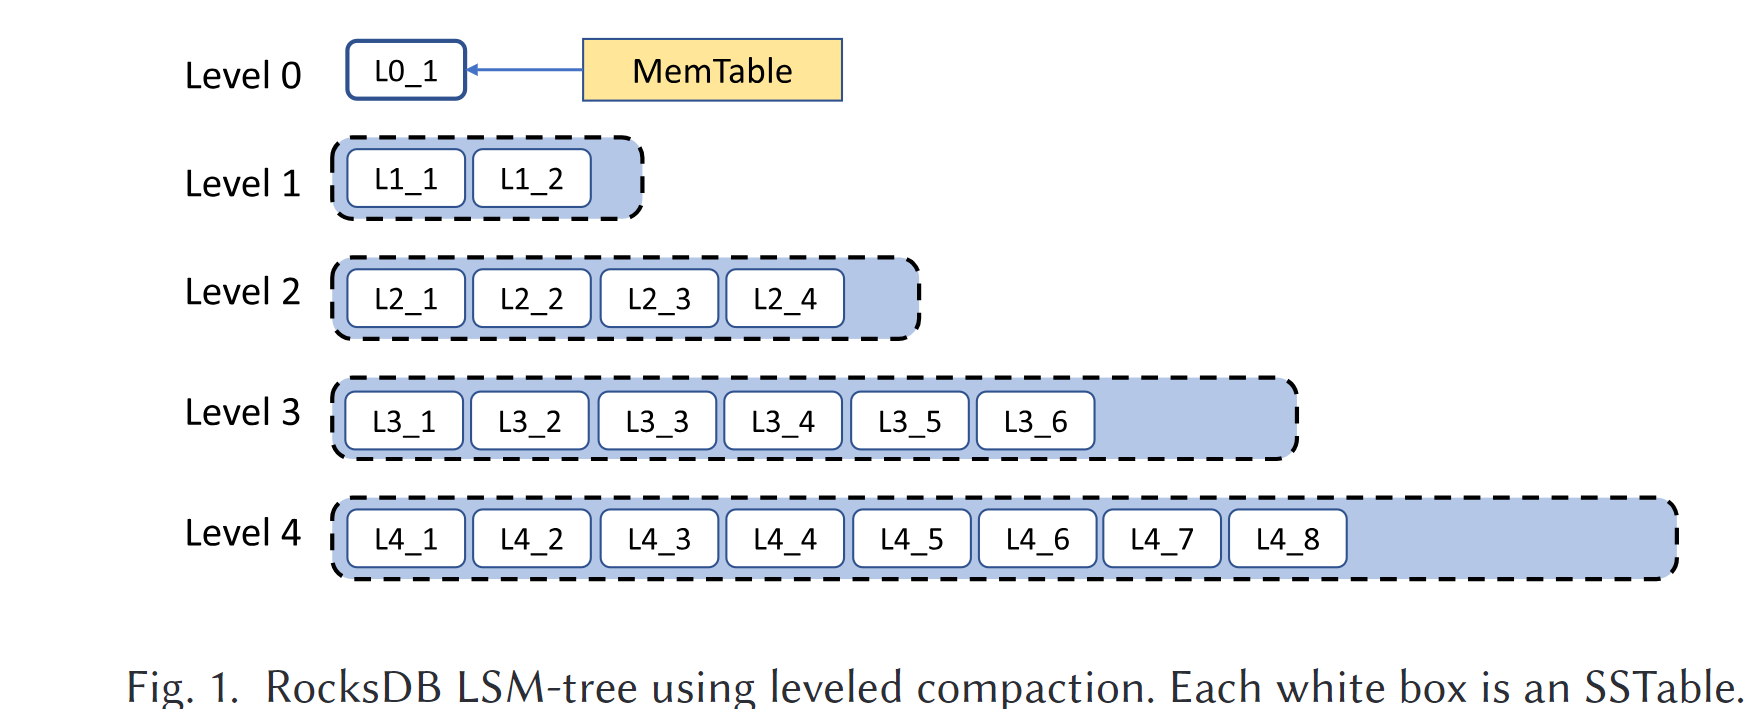 Level 0 L0_1 MemTable
Level 1 L1_1 L1_2
Level 2 L2_1 L2_2 L2_3 L2_4
Level 3 L3_1 L3_2 L3_3 L3_4 L3_5 L3_6
Level 4 L4_1 L4_2 L4_3 L4_4 L4_5 L4_6 L4_7 L4_8
Fig. 1. RocksDB LSM-tree using leveled compaction. Each white box is an SSTable.